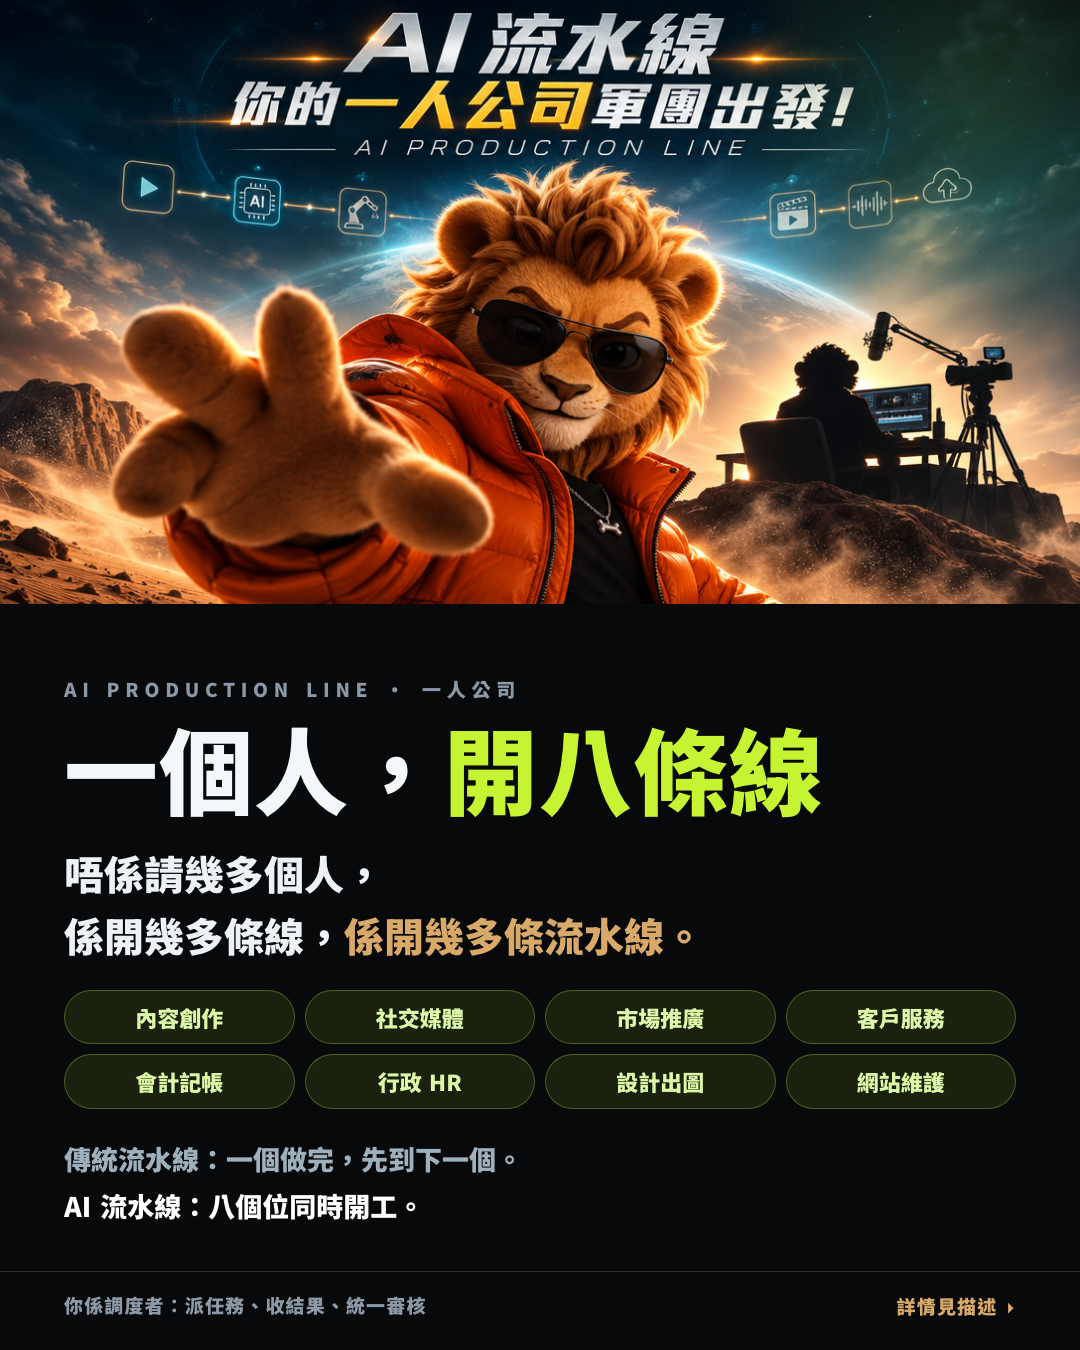 AI 流水線
你的一人公司軍團出發!
AI PRODUCTION LINE
AI
AI PRODUCTION LINE · 一人公司
一個人，開八條線
唔係請幾多個人，
係開幾多條線，係開幾多條流水線。
內容創作 社交媒體 市場推廣 客戶服務
會計記帳 行政 HR 設計出圖 網站維護
傳統流水線：一個做完，先到下一個。
AI 流水線：八個位同時開工。
你係調度者：派任務、收結果、統一審核
詳情見描述